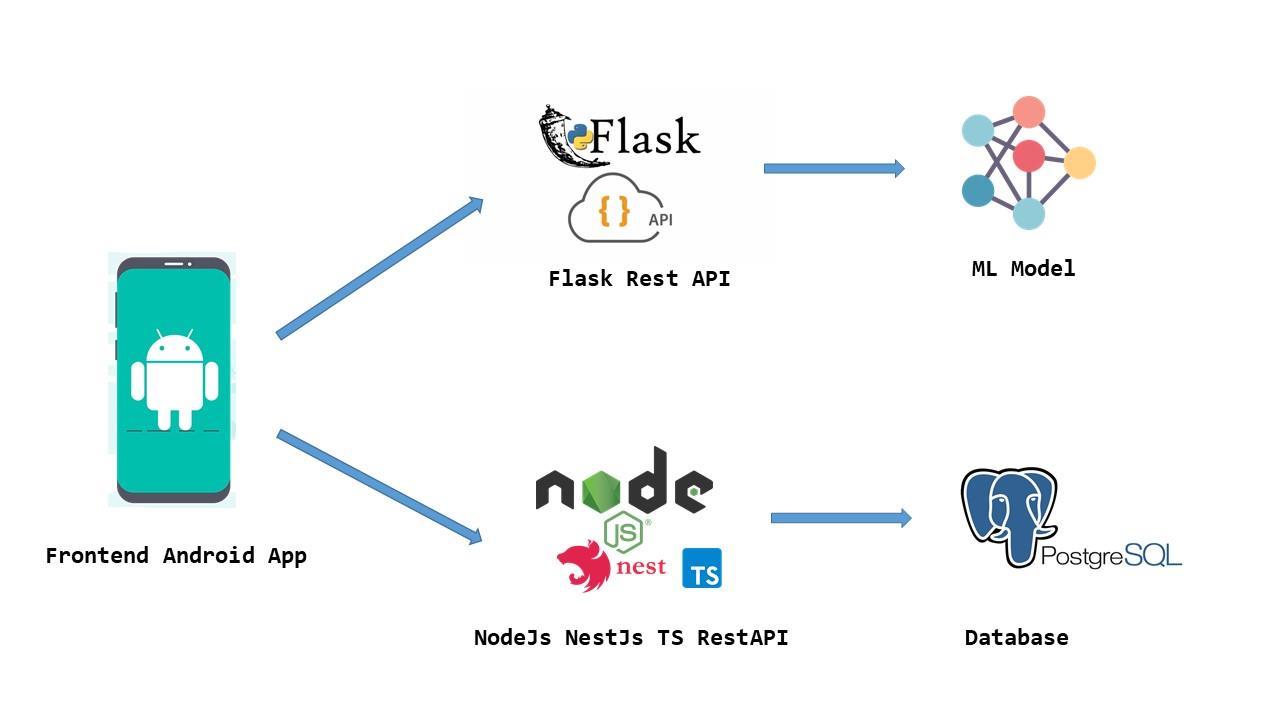 Flask
{ } API
Flask Rest API
ML Model
Frontend Android App
node
JS®
nest
TS
NodeJs NestJs TS RestAPI
PostgreSQL
Database